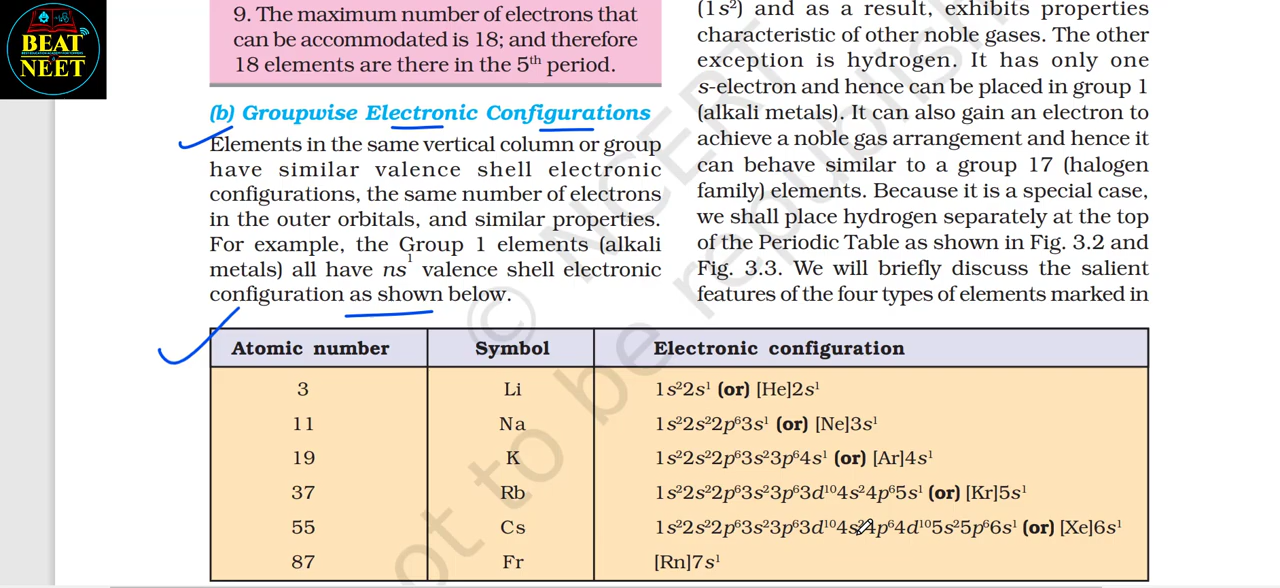 BEAT
NEET
9. The maximum number of electrons that
can be accommodated is 18; and therefore
18 elements are there in the 5th period.
(b) Groupwise Electronic Configurations
Elements in the same vertical column or group
have similar valence shell electronic
configurations, the same number of electrons
in the outer orbitals, and similar properties.
For example, the Group 1 elements (alkali
metals) all have ns¹ valence shell electronic
configuration as shown below.
(1s²) and as a result, exhibits properties
characteristic of other noble gases. The other
exception is hydrogen. It has only one
s-electron and hence can be placed in group 1
(alkali metals). It can also gain an electron to
achieve a noble gas arrangement and hence it
can behave similar to a group 17 (halogen
family) elements. Because it is a special case,
we shall place hydrogen separately at the top
of the Periodic Table as shown in Fig. 3.2 and
Fig. 3.3. We will briefly discuss the salient
features of the four types of elements marked in
Atomic number Symbol Electronic configuration
3 Li 1s²2s¹ (or) [He]2s¹
11 Na 1s²2s²2p⁶3s¹ (or) [Ne]3s¹
19 K 1s²2s²2p⁶3s²3p⁶4s¹ (or) [Ar]4s¹
37 Rb 1s²2s²2p⁶3s²3p⁶3d¹⁰4s²4p⁶5s¹ (or) [Kr]5s¹
55 Cs 1s²2s²2p⁶3s²3p⁶3d¹⁰4s²4p⁶4d¹⁰5s²5p⁶6s¹ (or) [Xe]6s¹
87 Fr [Rn]7s¹
© NCERT
not to be republish